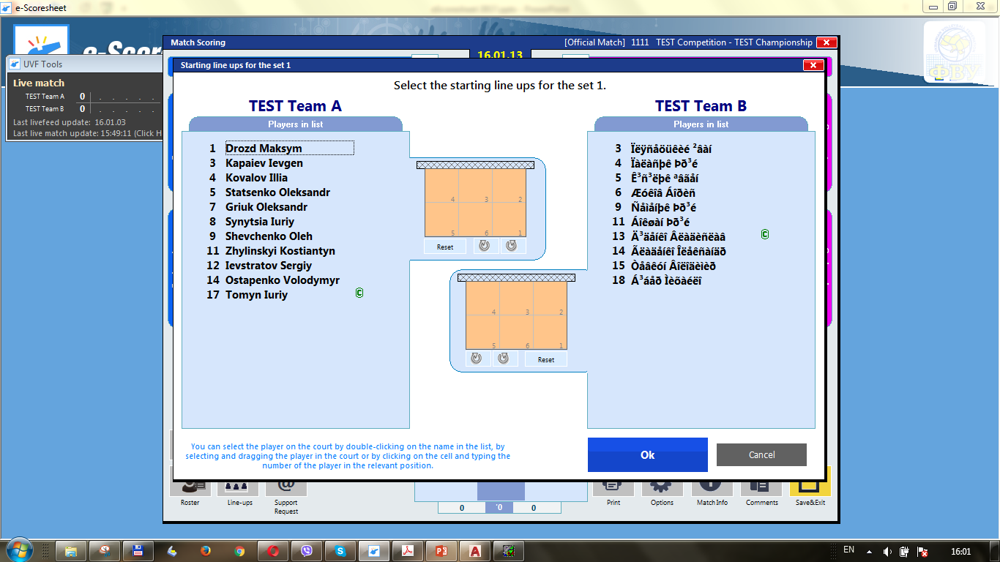 e-Scoresheet
e-Scor
ФВУ
UVF Tools
Live match
TEST Team A 0 . . . . .
TEST Team B 0 . . . . .
Last livefeed update: 16.01.03
Last live match update: 15:49:11 (Click H
Match Scoring
[Official Match] 1111 TEST Competition - TEST Championship
16.01.13
Starting line ups for the set 1
Select the starting line ups for the set 1.
TEST Team A
Players in list
1 Drozd Maksym
3 Kapaiev Ievgen
4 Kovalov Illia
5 Statsenko Oleksandr
7 Griuk Oleksandr
8 Synytsia Iuriy
9 Shevchenko Oleh
11 Zhylinskyi Kostiantyn
12 Ievstratov Sergiy
14 Ostapenko Volodymyr
17 Tomyn Iuriy C
4 3 2
5 6 1
Reset
4 3 2
5 6 1
Reset
TEST Team B
Players in list
3 Ïëÿñåöüêèé ²âàí
4 Ïàëàñþê Þð³é
5 Ê³ñ³ëþê ªâãåí
6 Æóêîâ Áîðèñ
9 Ñåìåíþê Þð³é
11 Áîêøàí Þð³é
13 Ä³äåíêî Âëàäèñëàâ C
14 Ãëàäåíêî Îëåêñàíäð
15 Òåâêóí Âîëîäèìèð
18 Á³áåð Ìèõàéëî
You can select the player on the court by double-clicking on the name in the list, by
selecting and dragging the player in the court or by clicking on the cell and typing the
number of the player in the relevant position.
Ok
Cancel
Roster
Line-ups
Support
Request
0 '0 0
Print
Options
Match Info
Comments
Save&Exit
EN
16:01